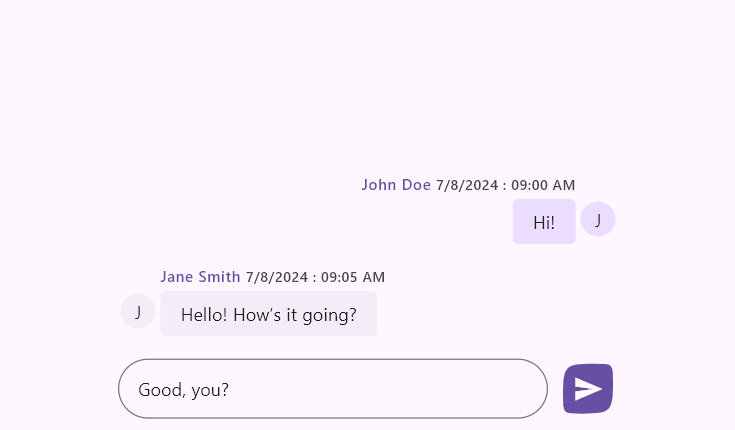 John Doe 7/8/2024 : 09:00 AM
Hi! J
Jane Smith 7/8/2024 : 09:05 AM
J Hello! How’s it going?
Good, you?